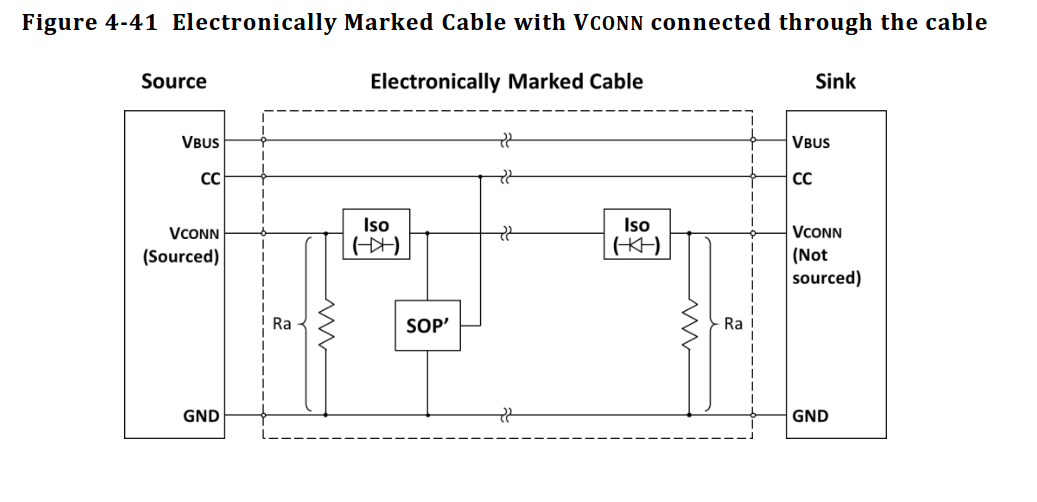 Figure 4-41 Electronically Marked Cable with VCONN connected through the cable
Source
Electronically Marked Cable
Sink
VBUS
VBUS
CC
CC
Iso
Iso
VCONN
(Sourced)
VCONN
(Not
sourced)
Ra
SOP’
Ra
GND
GND